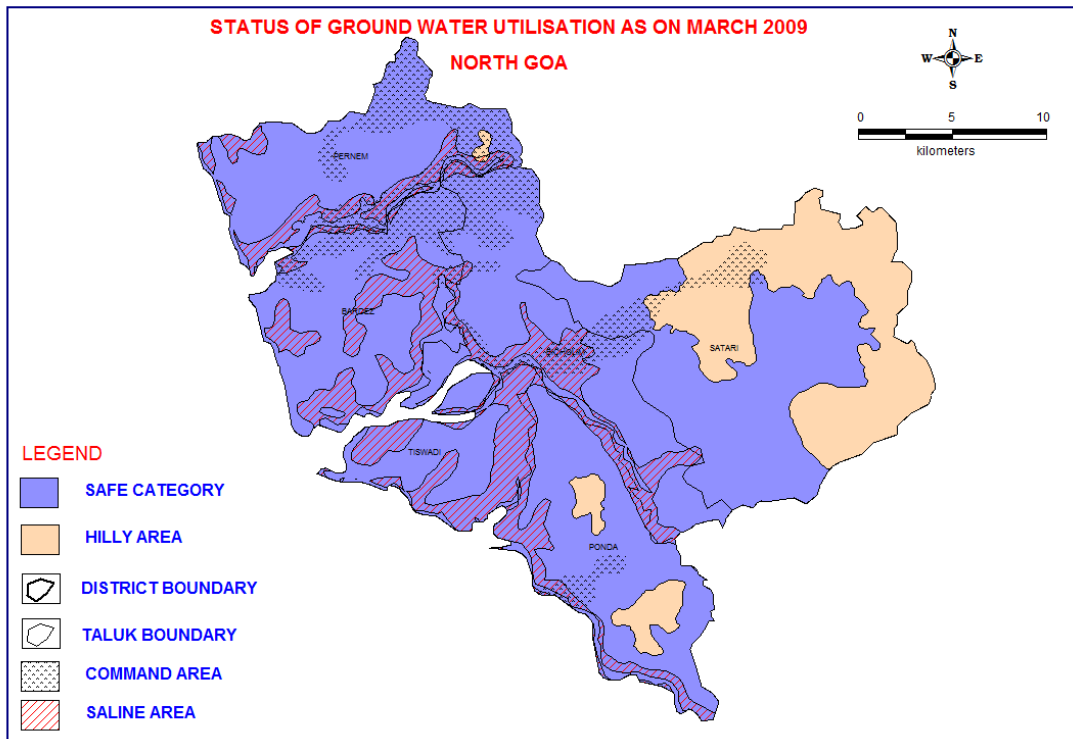 STATUS OF GROUND WATER UTILISATION AS ON MARCH 2009
NORTH GOA
N
W E
S
0 5 10
kilometers
PERNEM
BARDEZ
BICHOLIM
SATARI
TISWADI
PONDA
LEGEND
SAFE CATEGORY
HILLY AREA
DISTRICT BOUNDARY
TALUK BOUNDARY
COMMAND AREA
SALINE AREA